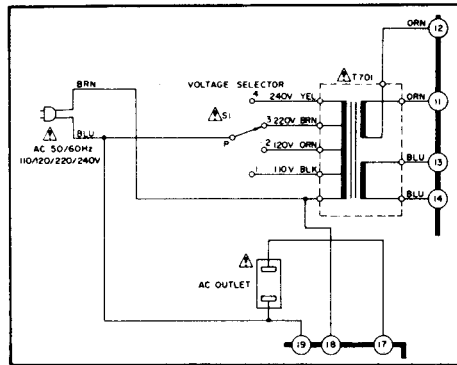 ORN
12
BRN
VOLTAGE SELECTOR
T701
4
240V YEL
ORN
11
S1
3
220V BRN
BLU
P
2
120V ORN
BLU
13
AC 50/60Hz
110/120/220/240V
1
110V BLK
BLU
14
AC OUTLET
19
18
17